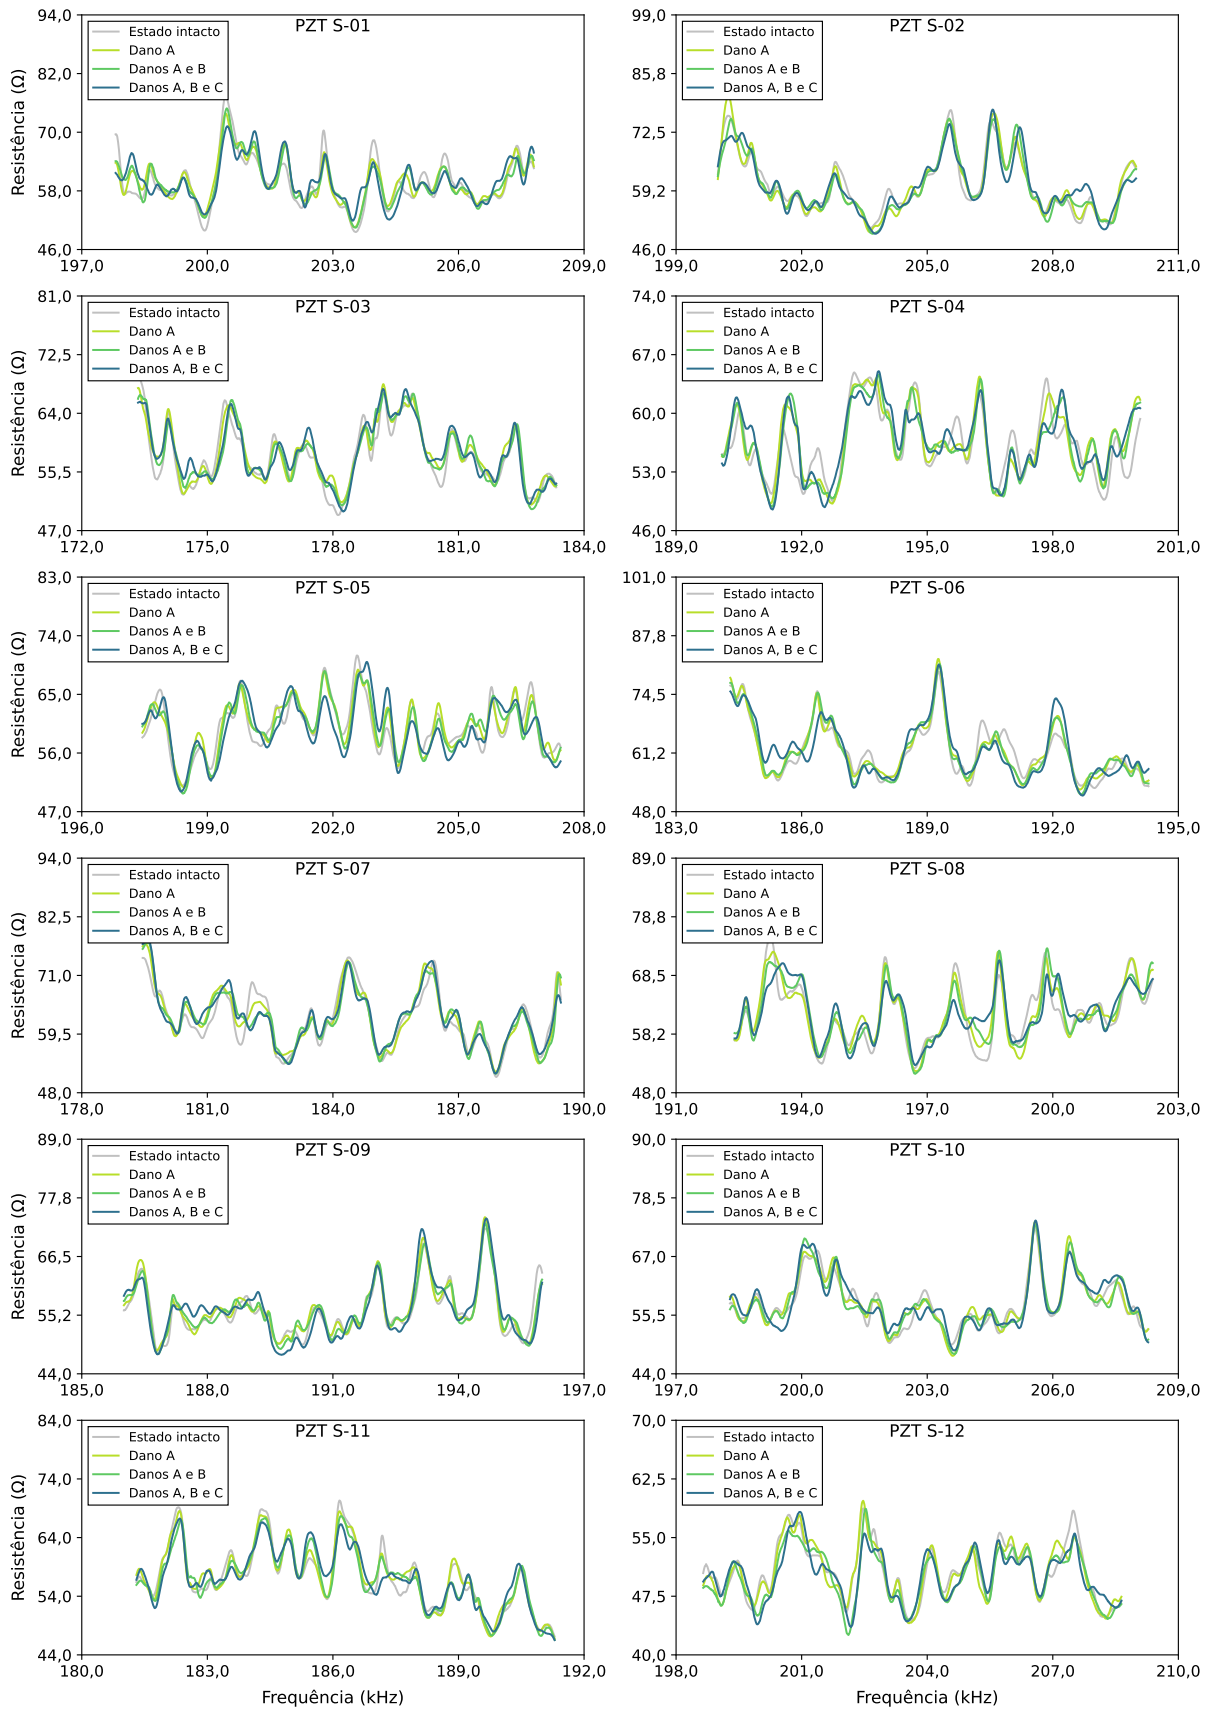 PZT S-01
Resistência (Ω)
94,0
82,0
70,0
58,0
46,0
197,0 200,0 203,0 206,0 209,0
Estado intacto
Dano A
Danos A e B
Danos A, B e C
PZT S-02
99,0
85,8
72,5
59,2
46,0
199,0 202,0 205,0 208,0 211,0
Estado intacto
Dano A
Danos A e B
Danos A, B e C
PZT S-03
Resistência (Ω)
81,0
72,5
64,0
55,5
47,0
172,0 175,0 178,0 181,0 184,0
Estado intacto
Dano A
Danos A e B
Danos A, B e C
PZT S-04
74,0
67,0
60,0
53,0
46,0
189,0 192,0 195,0 198,0 201,0
Estado intacto
Dano A
Danos A e B
Danos A, B e C
PZT S-05
Resistência (Ω)
83,0
74,0
65,0
56,0
47,0
196,0 199,0 202,0 205,0 208,0
Estado intacto
Dano A
Danos A e B
Danos A, B e C
PZT S-06
101,0
87,8
74,5
61,2
48,0
183,0 186,0 189,0 192,0 195,0
Estado intacto
Dano A
Danos A e B
Danos A, B e C
PZT S-07
Resistência (Ω)
94,0
82,5
71,0
59,5
48,0
178,0 181,0 184,0 187,0 190,0
Estado intacto
Dano A
Danos A e B
Danos A, B e C
PZT S-08
89,0
78,8
68,5
58,2
48,0
191,0 194,0 197,0 200,0 203,0
Estado intacto
Dano A
Danos A e B
Danos A, B e C
PZT S-09
Resistência (Ω)
89,0
77,8
66,5
55,2
44,0
185,0 188,0 191,0 194,0 197,0
Estado intacto
Dano A
Danos A e B
Danos A, B e C
PZT S-10
90,0
78,5
67,0
55,5
44,0
197,0 200,0 203,0 206,0 209,0
Estado intacto
Dano A
Danos A e B
Danos A, B e C
PZT S-11
Resistência (Ω)
84,0
74,0
64,0
54,0
44,0
180,0 183,0 186,0 189,0 192,0
Frequência (kHz)
Estado intacto
Dano A
Danos A e B
Danos A, B e C
PZT S-12
70,0
62,5
55,0
47,5
40,0
198,0 201,0 204,0 207,0 210,0
Frequência (kHz)
Estado intacto
Dano A
Danos A e B
Danos A, B e C